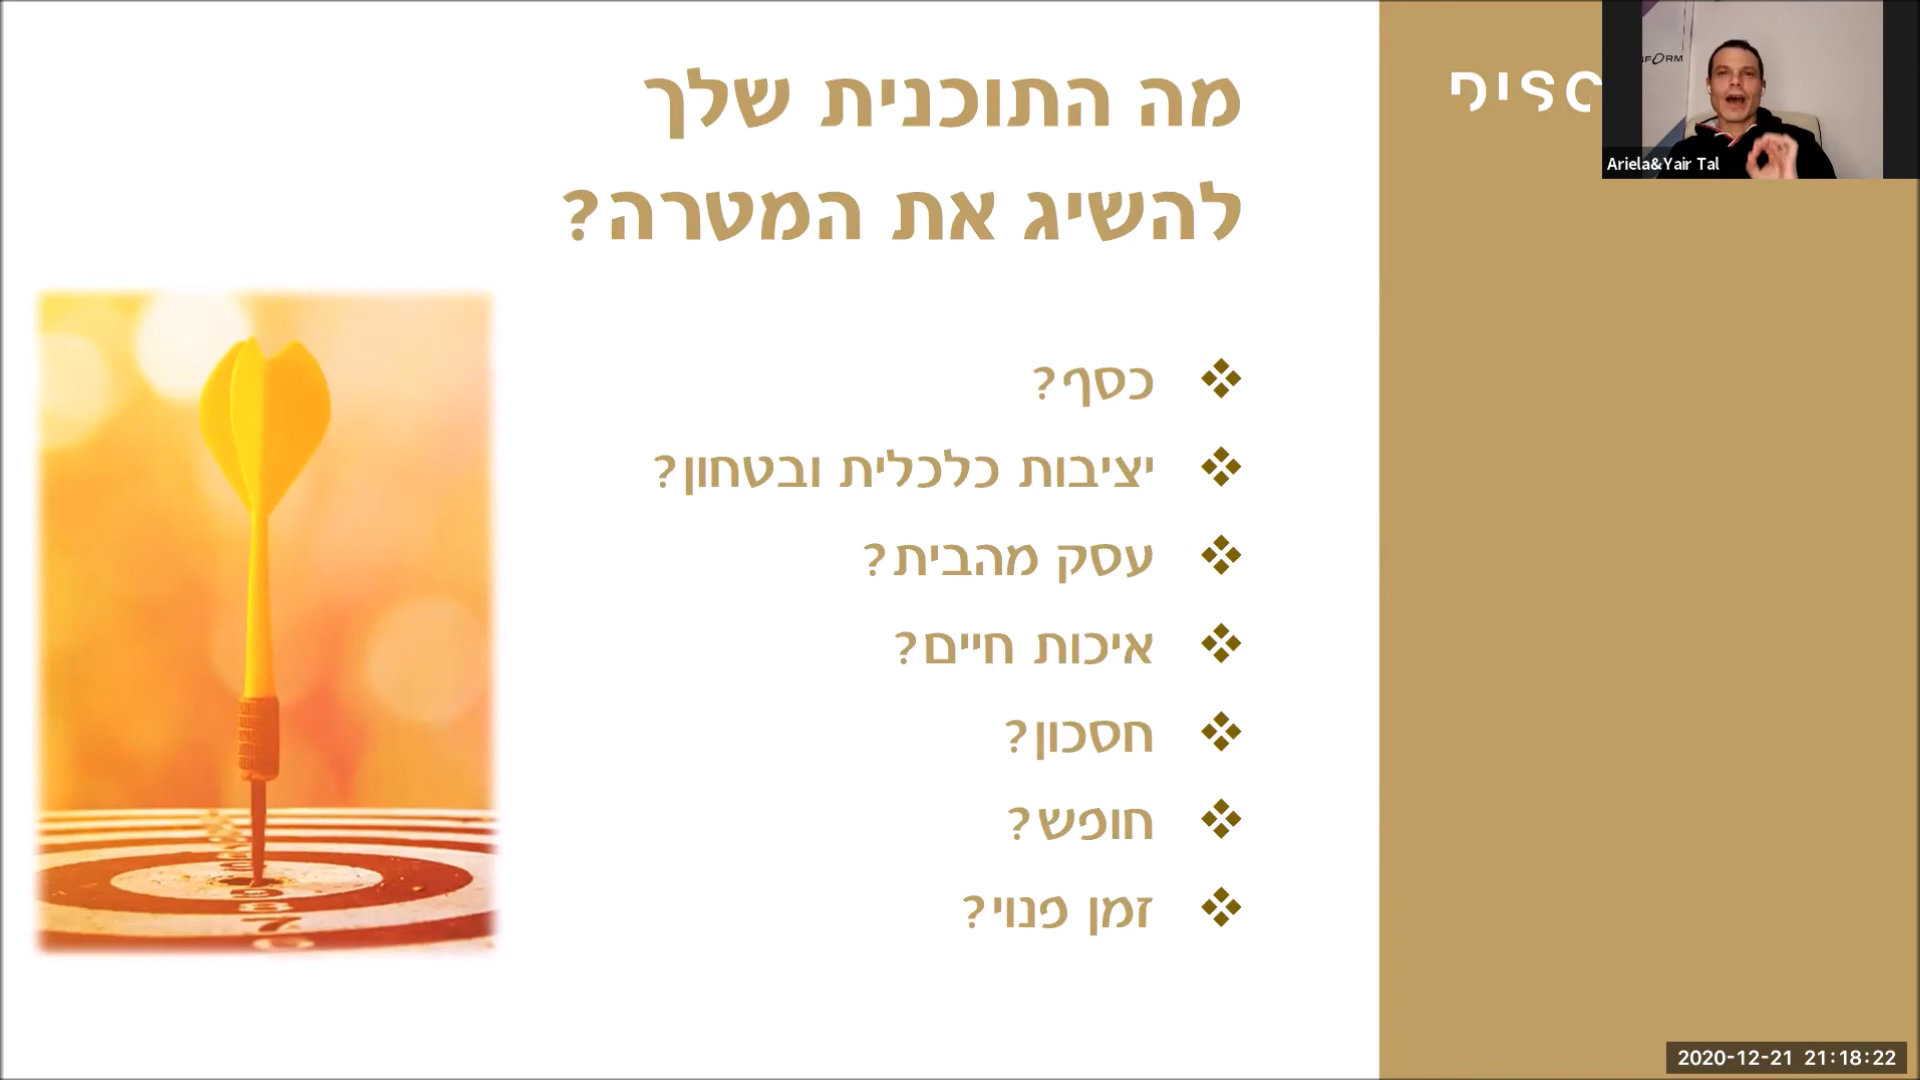 מה התוכנית שלך
להשיג את המטרה?
כסף?
יציבות כלכלית ובטחון?
עסק מהבית?
איכות חיים?
חסכון?
חופש?
זמן פנוי?
DISC
Ariela&Yair Tal
2020-12-21 21:18:22